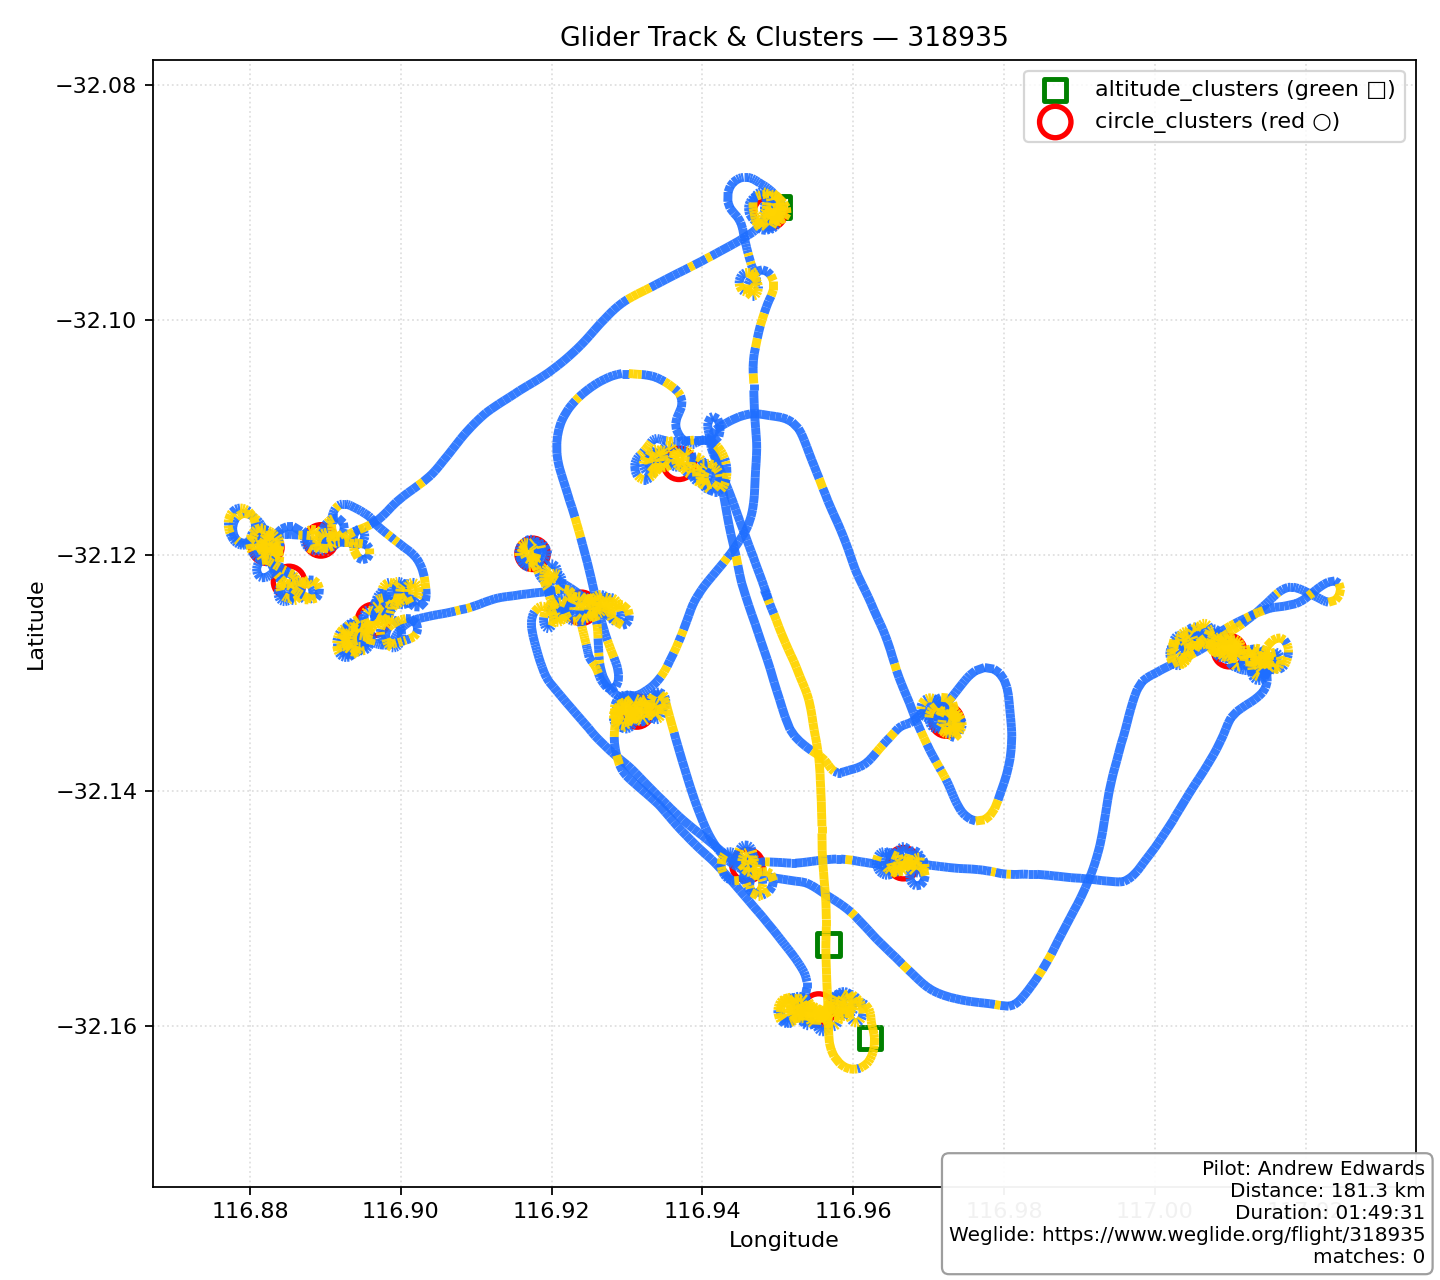 Glider Track & Clusters — 318935
altitude_clusters (green □)
circle_clusters (red ○)
−32.08
−32.10
−32.12
−32.14
−32.16
Latitude
116.88 116.90 116.92 116.94 116.96 116.98 117.00
Longitude
Pilot: Andrew Edwards
Distance: 181.3 km
Duration: 01:49:31
Weglide: https://www.weglide.org/flight/318935
matches: 0